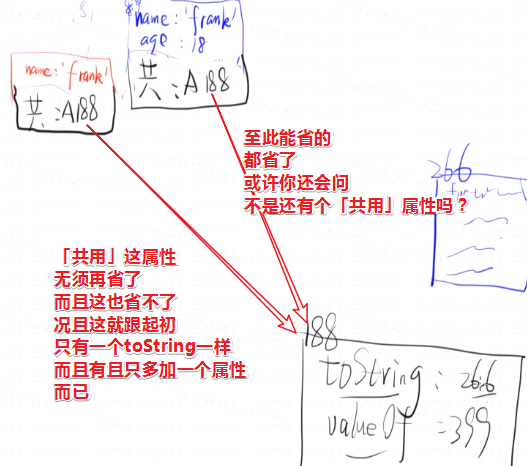 name:'frank'
age : 18
name:'frank'
共:A188
共:A188
至此能省的
都省了
或许你还会问
不是还有个「共用」属性吗？
266
「共用」这属性
无须再省了
而且这也省不了
况且这就跟起初
只有一个toString一样
而且有且只多加一个属性
而已
188
toString : 266
valueOf =399